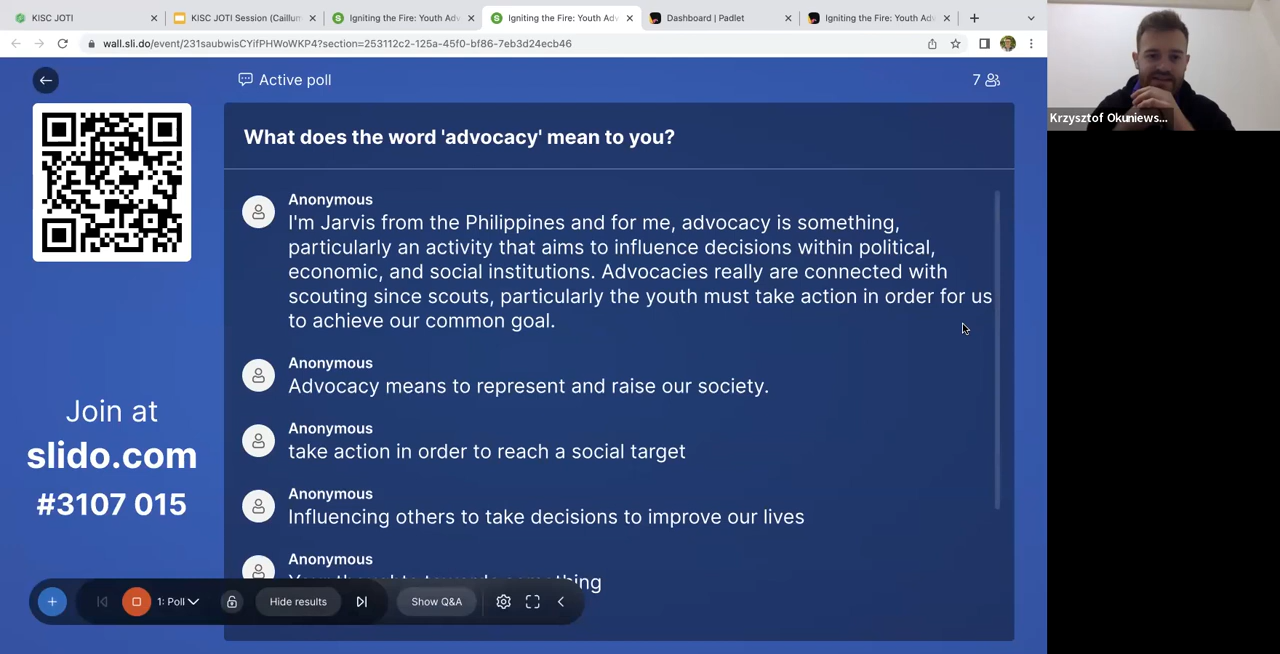 KISC JOTI
KISC JOTI Session (Caillum
Igniting the Fire: Youth Adv
Igniting the Fire: Youth Adv
Dashboard | Padlet
Igniting the Fire: Youth Adv
wall.sli.do/event/231saubwisCYifPHWoWKP4?section=253112c2-125a-45f0-bf86-7eb3d24ecb46
Active poll
7
What does the word 'advocacy' mean to you?
Anonymous
I'm Jarvis from the Philippines and for me, advocacy is something,
particularly an activity that aims to influence decisions within political,
economic, and social institutions. Advocacies really are connected with
scouting since scouts, particularly the youth must take action in order for us
to achieve our common goal.
Anonymous
Advocacy means to represent and raise our society.
Anonymous
take action in order to reach a social target
Anonymous
Influencing others to take decisions to improve our lives
Anonymous
Your thoughts towards something
Join at
slido.com
#3107 015
1: Poll
Hide results
Show Q&A
Krzysztof Okuniews...